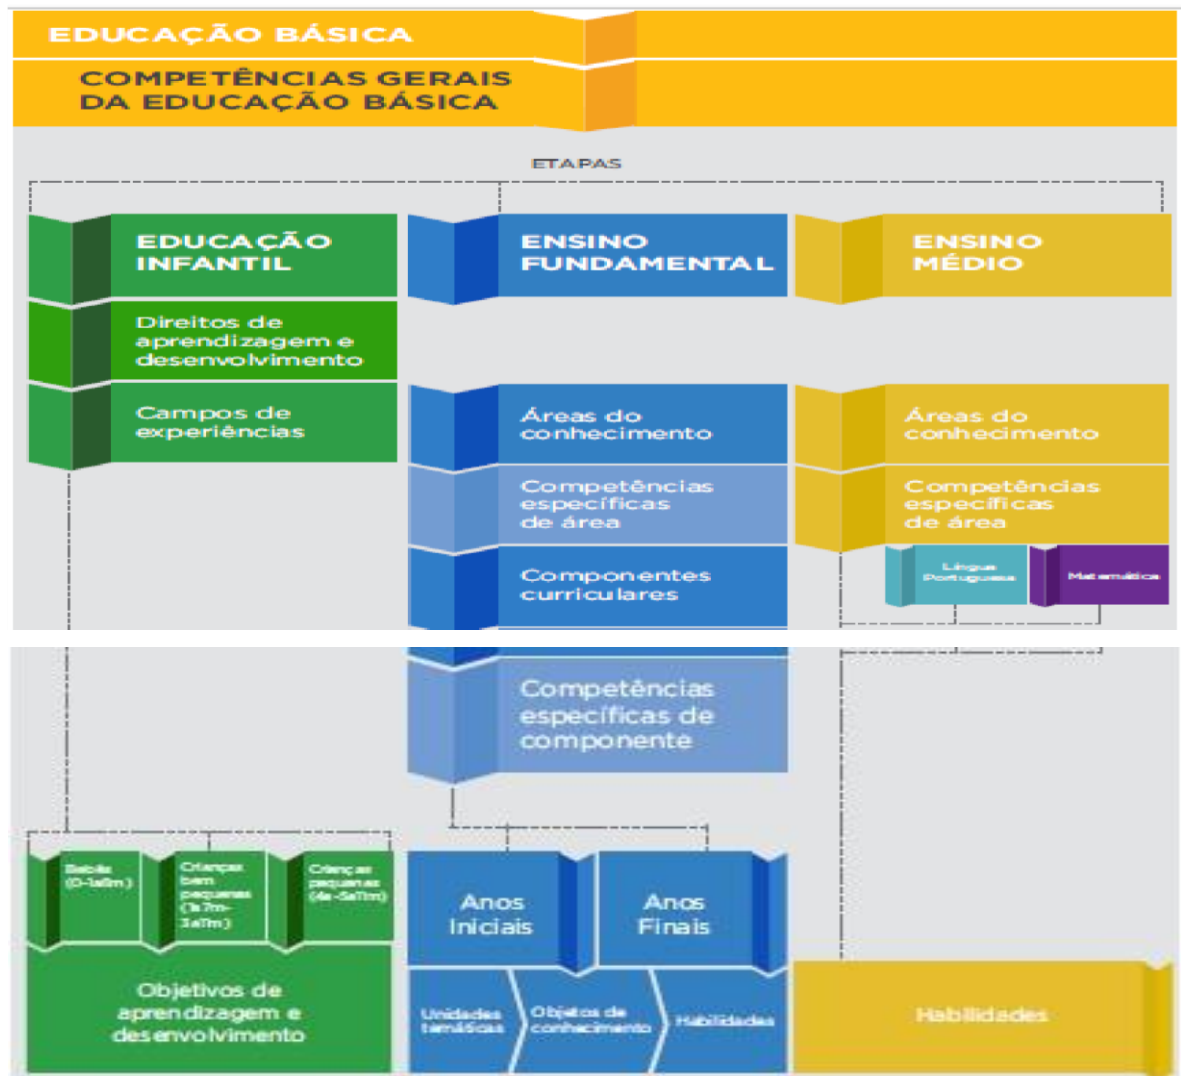 EDUCAÇÃO BÁSICA
COMPETÊNCIAS GERAIS
DA EDUCAÇÃO BÁSICA
ETAPAS
EDUCAÇÃO
INFANTIL
Direitos de
aprendizagem e
desenvolvimento
Campos de
experiências
ENSINO
FUNDAMENTAL
Áreas do
conhecimento
Competências
específicas
de área
Componentes
curriculares
ENSINO
MÉDIO
Áreas do
conhecimento
Competências
específicas
de área
Língua
Portuguesa
Matemática
Competências
específicas de
componente
Bebês
(0-1a6m)
Crianças
bem
pequenas
(1a7m-
3a11m)
Crianças
pequenas
(4a-5a11m)
Objetivos de
aprendizagem e
desenvolvimento
Anos
Iniciais
Anos
Finais
Unidades
temáticas
Objetos de
conhecimento
Habilidades
Habilidades